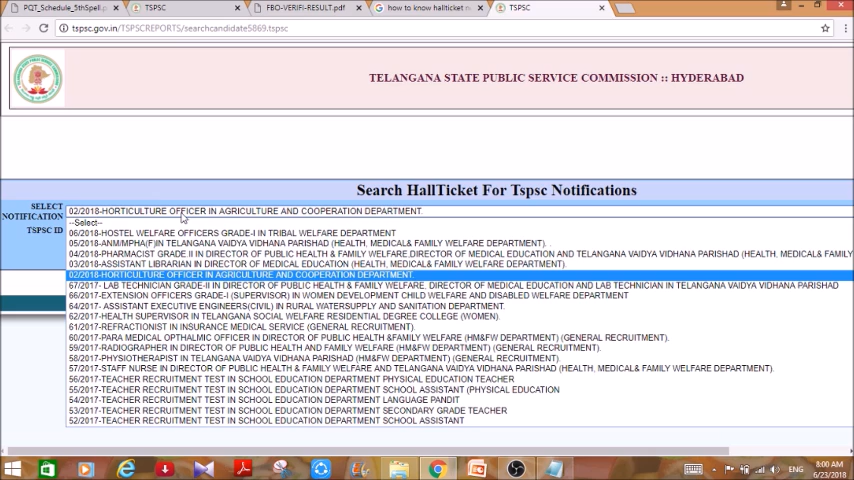 PQT_Schedule_5thSpell.p
TSPSC
FBO-VERIFI-RESULT.pdf
how to know hallticket n
TSPSC
tspsc.gov.in/TSPSCREPORTS/searchcandidate5869.tspsc
TELANGANA STATE PUBLIC SERVICE COMMISSION :: HYDERABAD
Search HallTicket For Tspsc Notifications
SELECT
NOTIFICATION
02/2018-HORTICULTURE OFFICER IN AGRICULTURE AND COOPERATION DEPARTMENT.
TSPSC ID
--Select--
06/2018-HOSTEL WELFARE OFFICERS GRADE-I IN TRIBAL WELFARE DEPARTMENT
05/2018-ANM/MPHA(F)IN TELANGANA VAIDYA VIDHANA PARISHAD (HEALTH, MEDICAL& FAMILY WELFARE DEPARTMENT). .
04/2018-PHARMACIST GRADE II IN DIRECTOR OF PUBLIC HEALTH & FAMILY WELFARE,DIRECTOR OF MEDICAL EDUCATION AND TELANGANA VAIDYA VIDHANA PARISHAD (HEALTH, MEDICAL& FAMILY
03/2018-ASSISTANT LIBRARIAN IN DIRECTOR OF MEDICAL EDUCATION (HEALTH, MEDICAL& FAMILY WELFARE DEPARTMENT).
02/2018-HORTICULTURE OFFICER IN AGRICULTURE AND COOPERATION DEPARTMENT.
67/2017- LAB TECHNICIAN GRADE-II IN DIRECTOR OF PUBLIC HEALTH & FAMILY WELFARE, DIRECTOR OF MEDICAL EDUCATION AND LAB TECHNICIAN IN TELANGANA VAIDYA VIDHANA PARISHAD
66/2017-EXTENSION OFFICERS GRADE-I (SUPERVISOR) IN WOMEN DEVELOPMENT CHILD WELFARE AND DISABLED WELFARE DEPARTMENT
64/2017- ASSISTANT ENGINEERS(CIVIL) IN RURAL WATERSUPPLY AND SANITATION DEPARTMENT.
62/2017-HEALTH SUPERVISOR IN TELANGANA SOCIAL WELFARE RESIDENTIAL DEGREE COLLEGE (WOMEN).
61/2017-REFRACTIONIST IN INSURANCE MEDICAL SERVICE (GENERAL RECRUITMENT).
60/2017-PARA MEDICAL OPTHALMIC OFFICER IN DIRECTOR OF PUBLIC HEALTH &FAMILY WELFARE (HM&FW DEPARTMENT) (GENERAL RECRUITMENT).
59/2017-RADIOGRAPHER IN DIRECTOR OF PUBLIC HEALTH AND FAMILY WELFARE (HM&FW DEPARTMENT) (GENERAL RECRUITMENT).
58/2017-PHYSIOTHERAPIST IN TELANGANA VAIDYA VIDHANA PARISHAD (HM&FW DEPARTMENT) (GENERAL RECRUITMENT).
57/2017-STAFF NURSE IN DIRECTOR OF PUBLIC HEALTH & FAMILY WELFARE AND TELANGANA VAIDYA VIDHANA PARISHAD (HEALTH, MEDICAL& FAMILY WELFARE DEPARTMENT).
56/2017-TEACHER RECRUITMENT TEST IN SCHOOL EDUCATION DEPARTMENT PHYSICAL EDUCATION TEACHER
55/2017-TEACHER RECRUITMENT TEST IN SCHOOL EDUCATION DEPARTMENT SCHOOL ASSISTANT (PHYSICAL EDUCATION
54/2017-TEACHER RECRUITMENT TEST IN SCHOOL EDUCATION DEPARTMENT LANGUAGE PANDIT
53/2017-TEACHER RECRUITMENT TEST IN SCHOOL EDUCATION DEPARTMENT SECONDARY GRADE TEACHER
52/2017-TEACHER RECRUITMENT TEST IN SCHOOL EDUCATION DEPARTMENT SCHOOL ASSISTANT
ENG
8:00 AM
6/23/2018